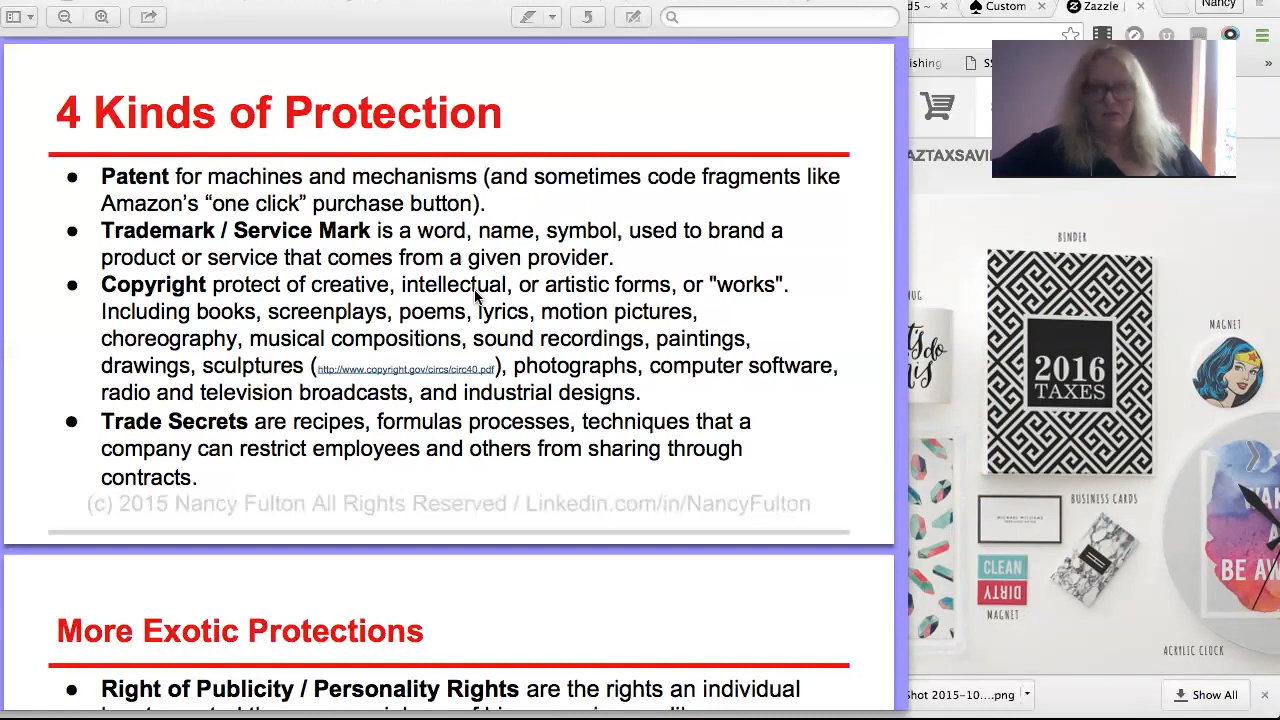 4 Kinds of Protection
● Patent for machines and mechanisms (and sometimes code fragments like
Amazon's “one click” purchase button).
● Trademark / Service Mark is a word, name, symbol, used to brand a
product or service that comes from a given provider.
● Copyright protect of creative, intellectual, or artistic forms, or "works".
Including books, screenplays, poems, lyrics, motion pictures,
choreography, musical compositions, sound recordings, paintings,
drawings, sculptures (http://www.copyright.gov/circs/circ40.pdf), photographs, computer software,
radio and television broadcasts, and industrial designs.
● Trade Secrets are recipes, formulas processes, techniques that a
company can restrict employees and others from sharing through
contracts.
(c) 2015 Nancy Fulton All Rights Reserved / Linkedin.com/in/NancyFulton
More Exotic Protections
● Right of Publicity / Personality Rights are the rights an individual
Custom
Zazzle
Nancy
AZTAXSAVI
BINDER
MAGNET
2016
TAXES
BUSINESS CARDS
CLEAN
DIRTY
MAGNET
BE AW
ACRYLIC CLOCK
Shot 2015-10....png
Show All